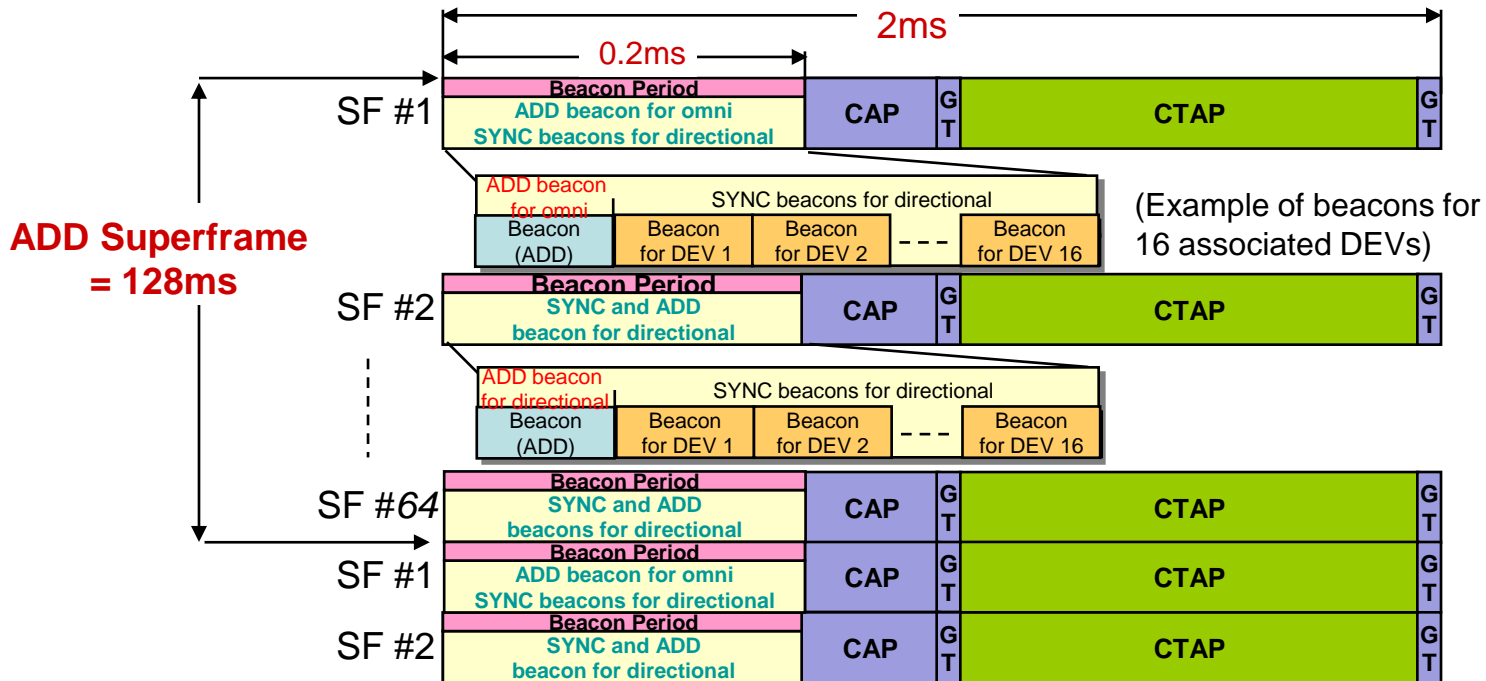 2ms
0.2ms
SF #1
Beacon Period
ADD beacon for omni
SYNC beacons for directional
CAP
G
T
CTAP
G
T
ADD beacon
for omni
SYNC beacons for directional
Beacon
(ADD)
Beacon
for DEV 1
Beacon
for DEV 2
Beacon
for DEV 16
(Example of beacons for
16 associated DEVs)
ADD Superframe
= 128ms
SF #2
Beacon Period
SYNC and ADD
beacon for directional
CAP
G
T
CTAP
G
T
ADD beacon
for directional
SYNC beacons for directional
Beacon
(ADD)
Beacon
for DEV 1
Beacon
for DEV 2
Beacon
for DEV 16
SF #64
Beacon Period
SYNC and ADD
beacons for directional
CAP
G
T
CTAP
G
T
SF #1
Beacon Period
ADD beacon for omni
SYNC beacons for directional
CAP
G
T
CTAP
G
T
SF #2
Beacon Period
SYNC and ADD
beacon for directional
CAP
G
T
CTAP
G
T